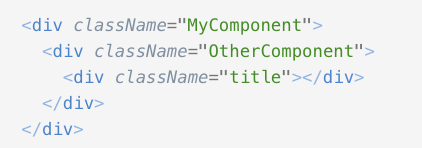 <div className="MyComponent">
  <div className="OtherComponent">
    <div className="title"></div>
  </div>
</div>